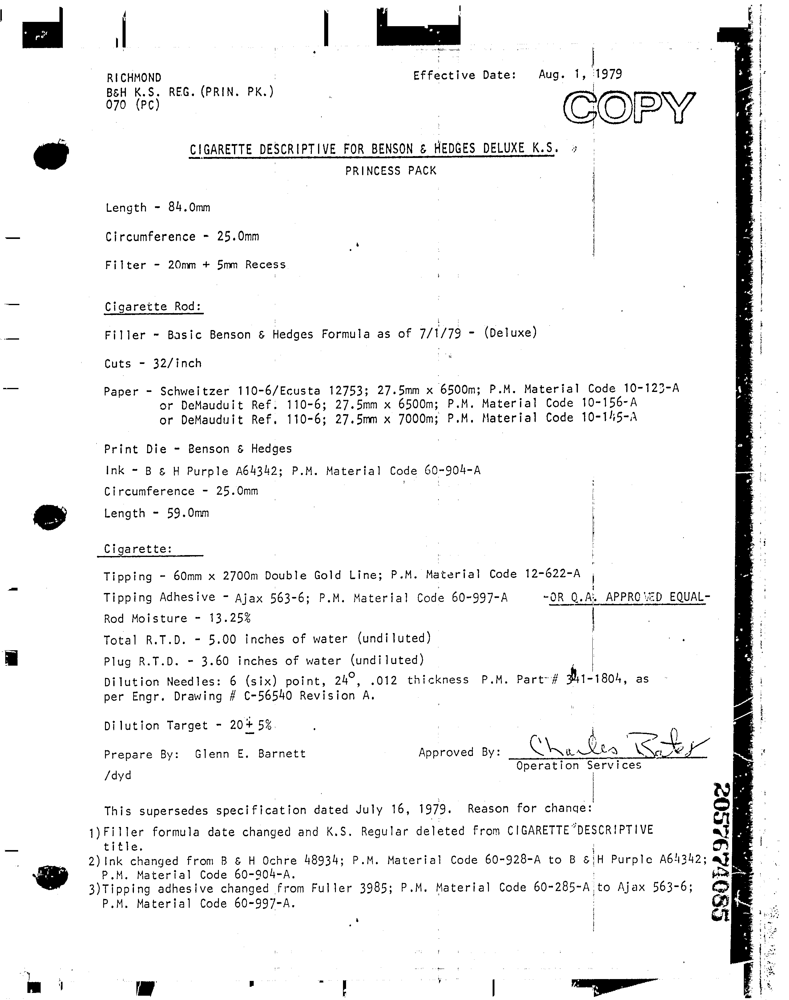 RICHMOND
B&H K.S. REG. (PRIN. PK.)
070 (PC)
Effective Date: Aug. 1, 1979
COPY
CIGARETTE DESCRIPTIVE FOR BENSON & HEDGES DELUXE K.S.
PRINCESS PACK
Length - 84.0mm
Circumference - 25.0mm
Filter - 20mm + 5mm Recess
Cigarette Rod:
Filler - Basic Benson & Hedges Formula as of 7/1/79 - (Deluxe)
Cuts - 32/inch
Paper - Schweitzer 110-6/Ecusta 12753; 27.5mm x 6500m; P.M. Material Code 10-123-A
or DeMauduit Ref. 110-6; 27.5mm x 6500m; P.M. Material Code 10-156-A
or DeMauduit Ref. 110-6; 27.5mm x 7000m; P.M. Material Code 10-145-A
Print Die - Benson & Hedges
Ink - B & H Purple A64342; P.M. Material Code 60-904-A
Circumference - 25.0mm
Length - 59.0mm
Cigarette:
Tipping - 60mm x 2700m Double Gold Line; P.M. Material Code 12-622-A
Tipping Adhesive - Ajax 563-6; P.M. Material Code 60-997-A -OR Q.A. APPROVED EQUAL-
Rod Moisture - 13.25%
Total R.T.D. - 5.00 inches of water (undiluted)
Plug R.T.D. - 3.60 inches of water (undiluted)
Dilution Needles: 6 (six) point, 24°, .012 thickness P.M. Part # 341-1804, as
per Engr. Drawing # C-56540 Revision A.
Dilution Target - 20 ± 5%
Prepare By: Glenn E. Barnett
Approved By: Charles Bates
Operation Services
/dyd
This supersedes specification dated July 16, 1979. Reason for change:
1) Filler formula date changed and K.S. Regular deleted from CIGARETTE DESCRIPTIVE
title.
2) Ink changed from B & H Ochre 48934; P.M. Material Code 60-928-A to B & H Purple A64342;
P.M. Material Code 60-904-A.
3) Tipping adhesive changed from Fuller 3985; P.M. Material Code 60-285-A to Ajax 563-6;
P.M. Material Code 60-997-A.
2057674085